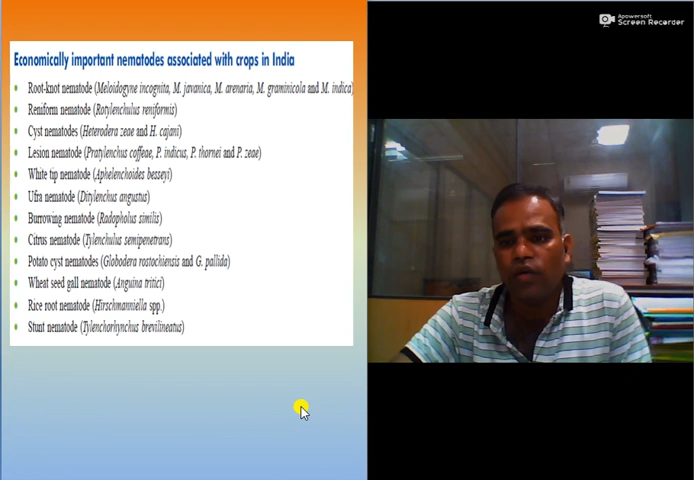 Apowersoft
Screen Recorder
Economically important nematodes associated with crops in India
Root-knot nematode (Meloidogyne incognita, M. javanica, M. arenaria, M. graminicola and M. indica)
Reniform nematode (Rotylenchulus reniformis)
Cyst nematodes (Heterodera zeae and H. cajani)
Lesion nematode (Pratylenchus coffeae, P. indicus, P. thornei and P. zeae)
White tip nematode (Aphelenchoides besseyi)
Ufra nematode (Ditylenchus angustus)
Burrowing nematode (Radopholus similis)
Citrus nematode (Tylenchulus semipenetrans)
Potato cyst nematodes (Globodera rostochiensis and G. pallida)
Wheat seed gall nematode (Anguina tritici)
Rice root nematode (Hirschmanniella spp.)
Stunt nematode (Tylenchorhynchus brevilineatus)